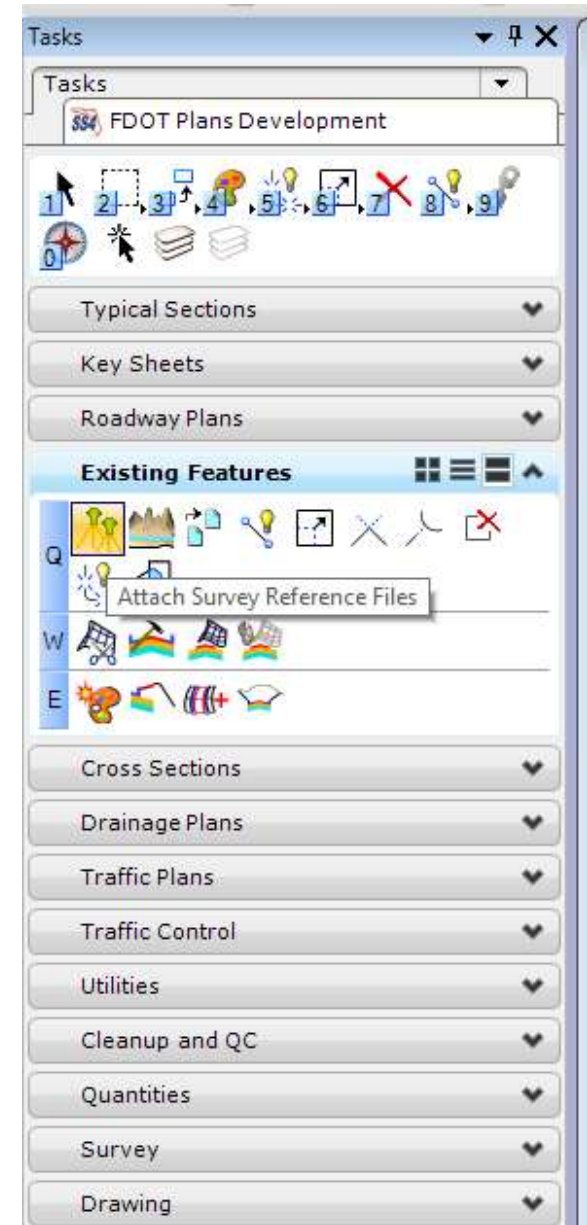 Tasks
Tasks
SS4 FDOT Plans Development
1 2 3 4 5 6 7 8 9
0
Typical Sections
Key Sheets
Roadway Plans
Existing Features
Q
Attach Survey Reference Files
W
E
Cross Sections
Drainage Plans
Traffic Plans
Traffic Control
Utilities
Cleanup and QC
Quantities
Survey
Drawing